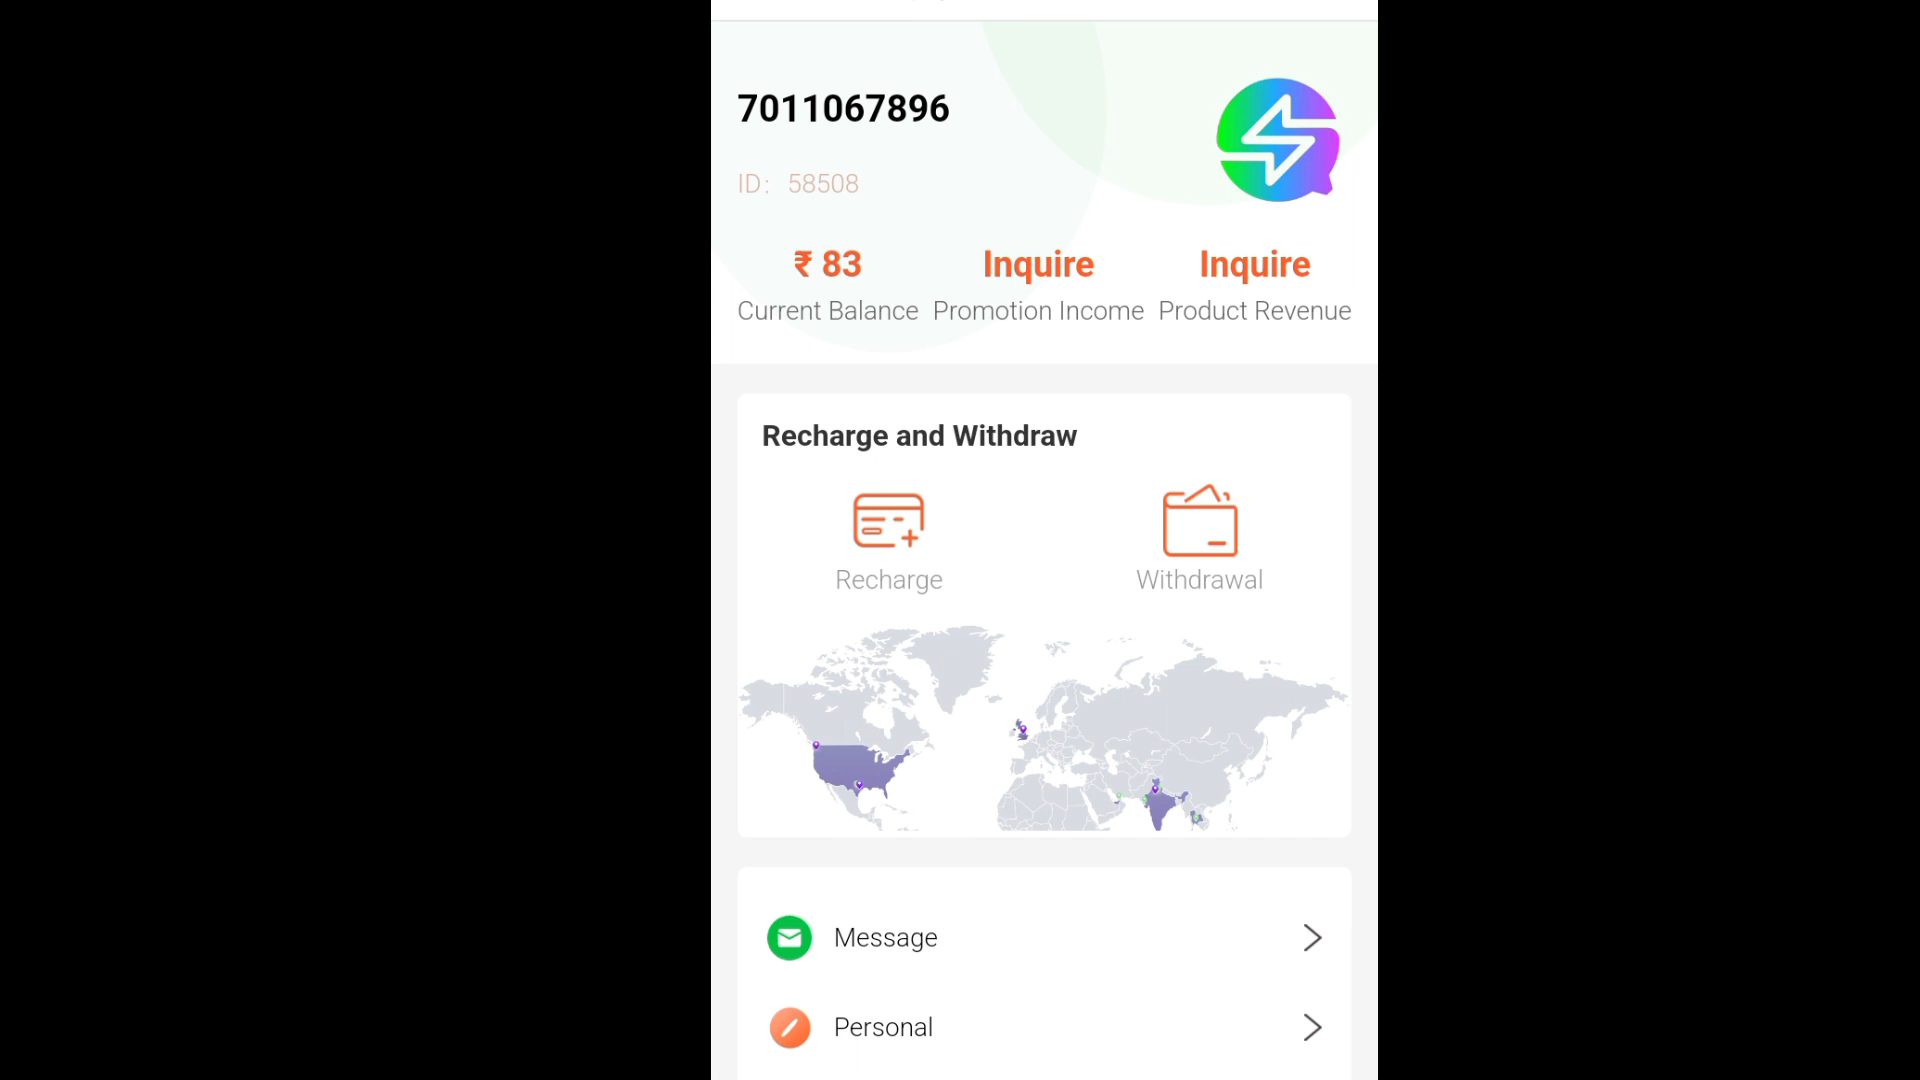 7011067896
ID: 58508
₹ 83 Inquire Inquire
Current Balance Promotion Income Product Revenue
Recharge and Withdraw
Recharge Withdrawal
Message
Personal